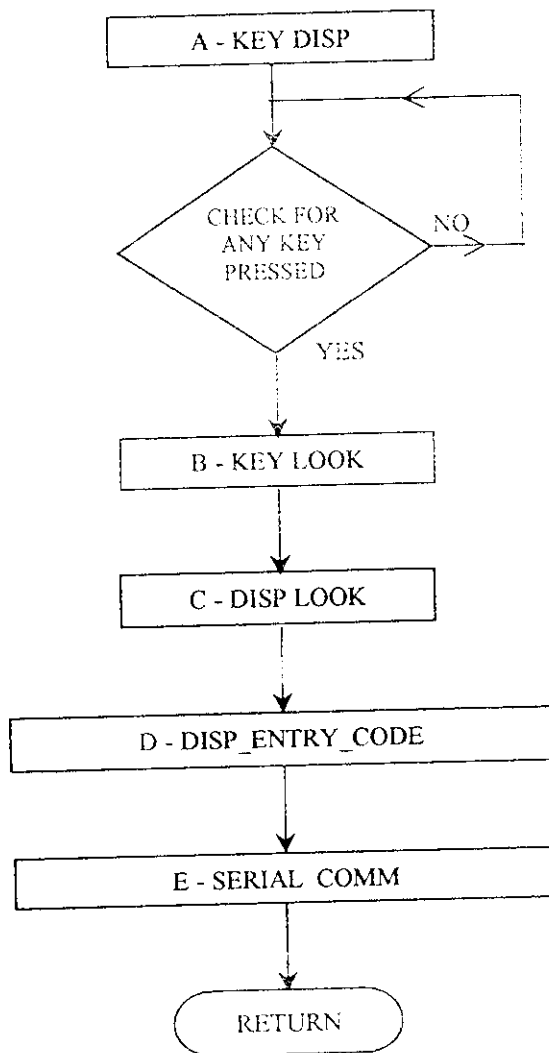 A - KEY DISP
CHECK FOR
ANY KEY
PRESSED
NO
YES
B - KEY LOOK
C - DISP LOOK
D - DISP_ENTRY_CODE
E - SERIAL COMM
RETURN